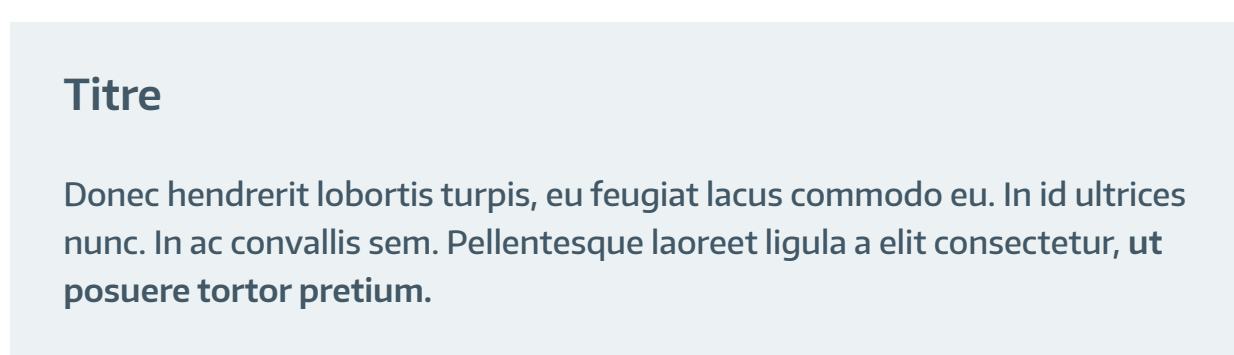 Titre
Donec hendrerit lobortis turpis, eu feugiat lacus commodo eu. In id ultrices
nunc. In ac convallis sem. Pellentesque laoreet ligula a elit consectetur, ut
posuere tortor pretium.